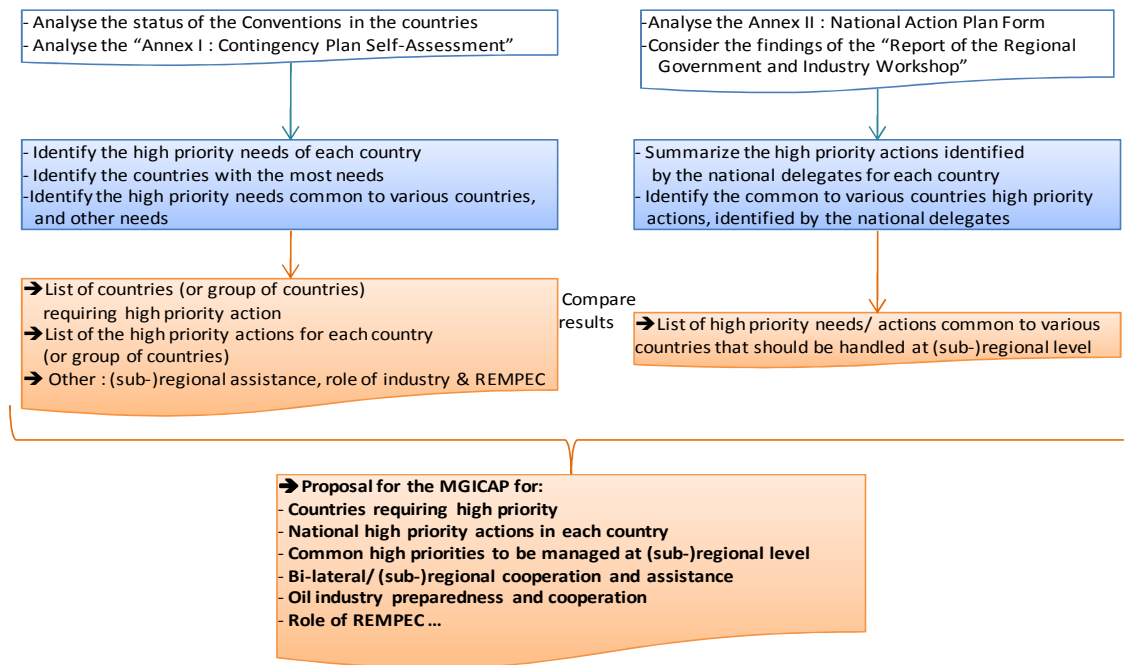 - Analyse the status of the Conventions in the countries
- Analyse the “Annex I : Contingency Plan Self-Assessment”
-Analyse the Annex II : National Action Plan Form
-Consider the findings of the “Report of the Regional
Government and Industry Workshop”
- Identify the high priority needs of each country
- Identify the countries with the most needs
-Identify the high priority needs common to various countries,
and other needs
- Summarize the high priority actions identified
by the national delegates for each country
- Identify the common to various countries high priority
actions, identified by the national delegates
➔List of countries (or group of countries)
requiring high priority action
➔List of the high priority actions for each country
(or group of countries)
➔ Other : (sub-)regional assistance, role of industry & REMPEC
Compare
results
➔List of high priority needs/ actions common to various
countries that should be handled at (sub-)regional level
➔Proposal for the MGICAP for:
- Countries requiring high priority
- National high priority actions in each country
- Common high priorities to be managed at (sub-)regional level
- Bi-lateral/ (sub-)regional cooperation and assistance
- Oil industry preparedness and cooperation
- Role of REMPEC ...